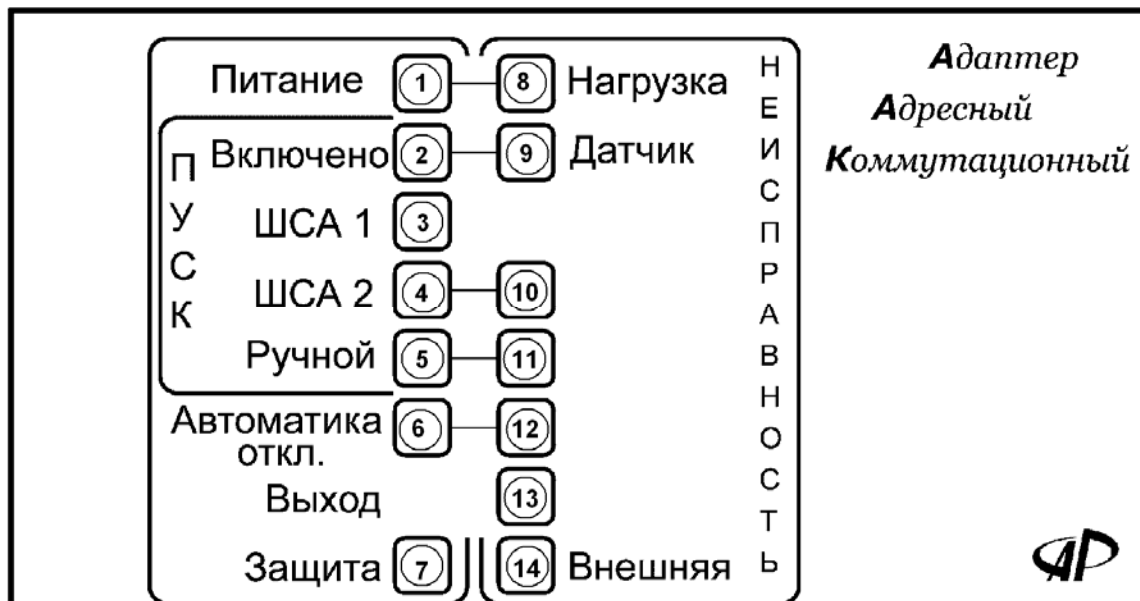 Питание 1 8 Нагрузка
Включено 2 9 Датчик
ШСА 1 3
ШСА 2 4 10
Ручной 5 11
Автоматика 6 12
откл.
Выход 13
Защита 7 14 Внешняя
ПУСК
НЕИСПРАВНОСТЬ
Адаптер
Адресный
Коммутационный
АР